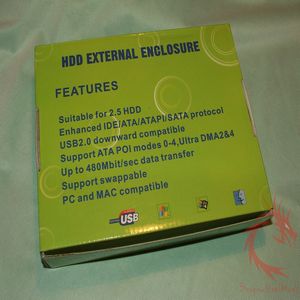 HDD EXTERNAL ENCLOSURE
FEATURES
Suitable for 2.5 HDD
Enhanced IDE/ATA/ATAPI/SATA protocol
USB2.0 downward compatible
Support ATA POI modes 0-4,Ultra DMA2&4
Up to 480Mbit/sec data transfer
Support swappable
PC and MAC compatible
USB